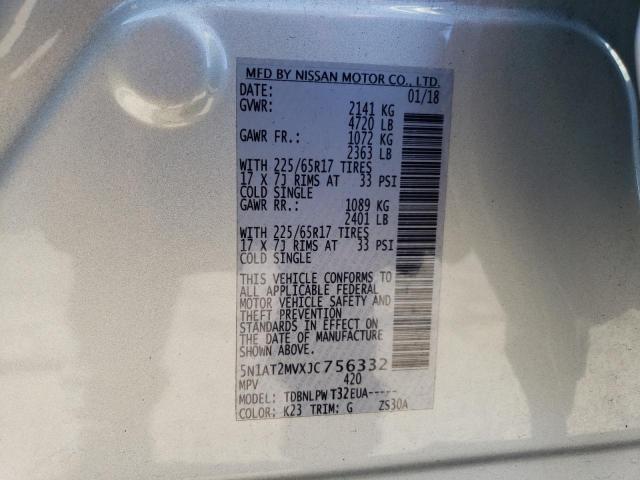 MFD BY NISSAN MOTOR CO., LTD.
DATE: 01/18
GVWR: 2141 KG
4720 LB
GAWR FR.: 1072 KG
2363 LB
WITH 225/65R17 TIRES
17 X 7J RIMS AT 33 PSI
COLD SINGLE
GAWR RR.: 1089 KG
2401 LB
WITH 225/65R17 TIRES
17 X 7J RIMS AT 33 PSI
COLD SINGLE
THIS VEHICLE CONFORMS TO
ALL APPLICABLE FEDERAL
MOTOR VEHICLE SAFETY AND
THEFT PREVENTION
STANDARDS IN EFFECT ON
THE DATE OF MANUFACTURE
SHOWN ABOVE.
5N1AT2MVXJC756332
MPV 420
MODEL: TDBNLPW T32EUA-----
COLOR: K23 TRIM: G ZS30A